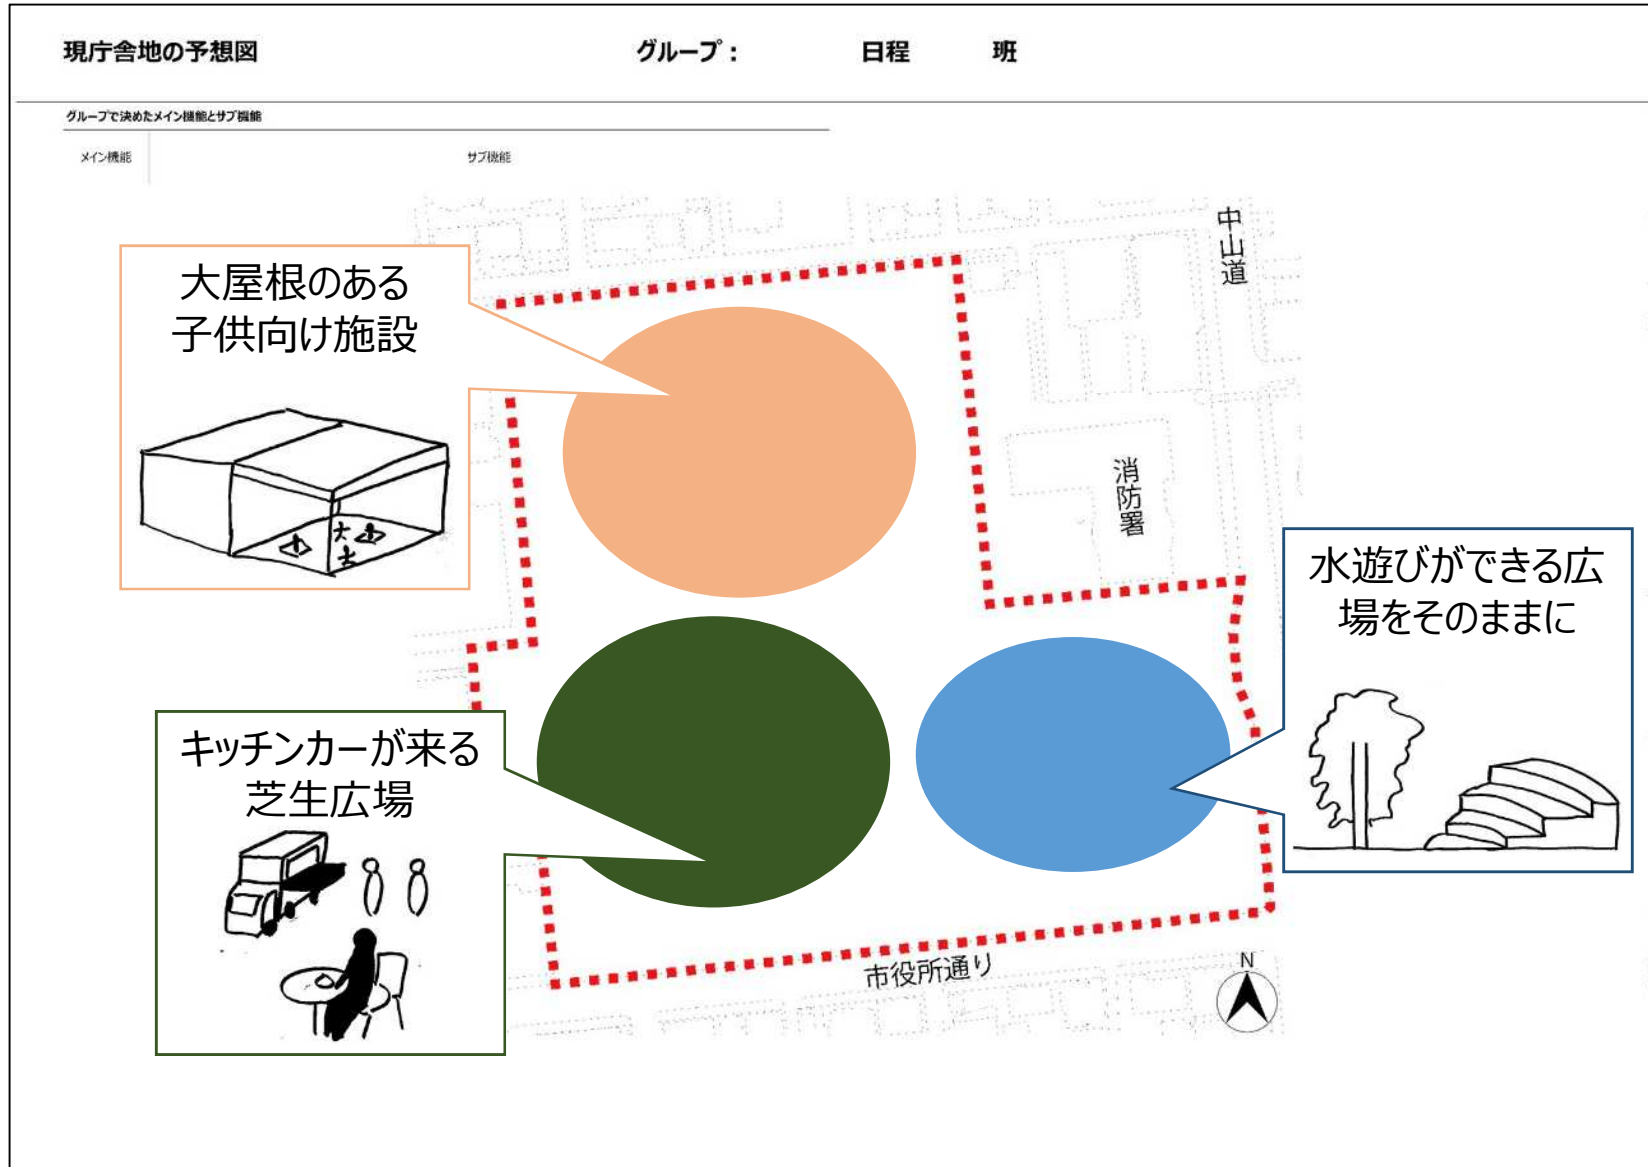 現庁舎地の予想図
グループ：
日程
班
グループで決めたメイン機能とサブ機能
メイン機能
サブ機能
大屋根のある
子供向け施設
中山道
消防署
水遊びができる広
場をそのままに
キッチンカーが来る
芝生広場
市役所通り
N